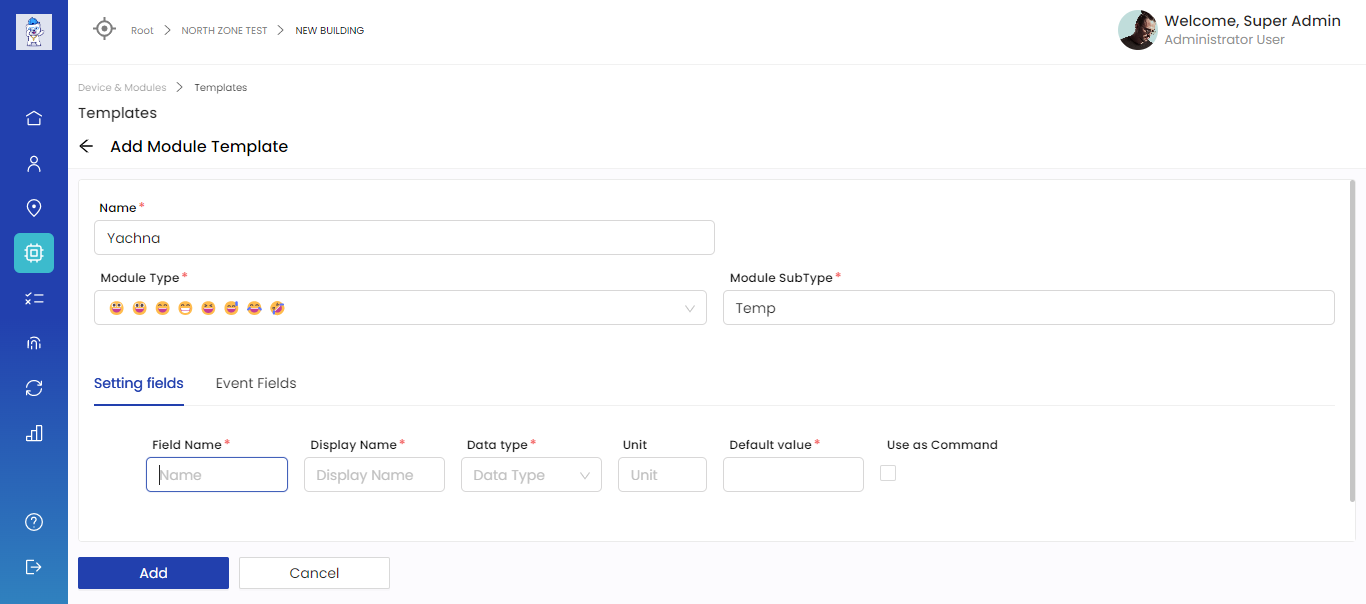 Root > NORTH ZONE TEST > NEW BUILDING
Welcome, Super Admin
Administrator User
Device & Modules > Templates
Templates
← Add Module Template
Name*
Yachna
Module Type* Module SubType*
😀 😃 😄 😁 😆 😅 😂 🤣 Temp
Setting fields Event Fields
Field Name* Display Name* Data type* Unit Default value* Use as Command
Name Display Name Data Type Unit
Add Cancel